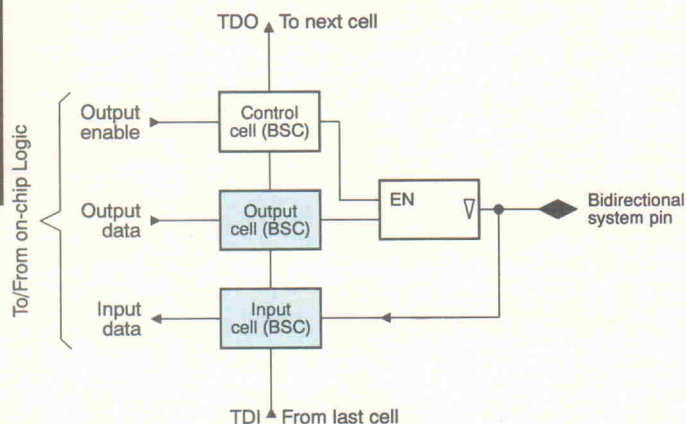 TDO To next cell
To/From on-chip Logic
Output
enable
Control
cell (BSC)
EN
Output
data
Output
cell (BSC)
Bidirectional
system pin
Input
data
Input
cell (BSC)
TDI From last cell